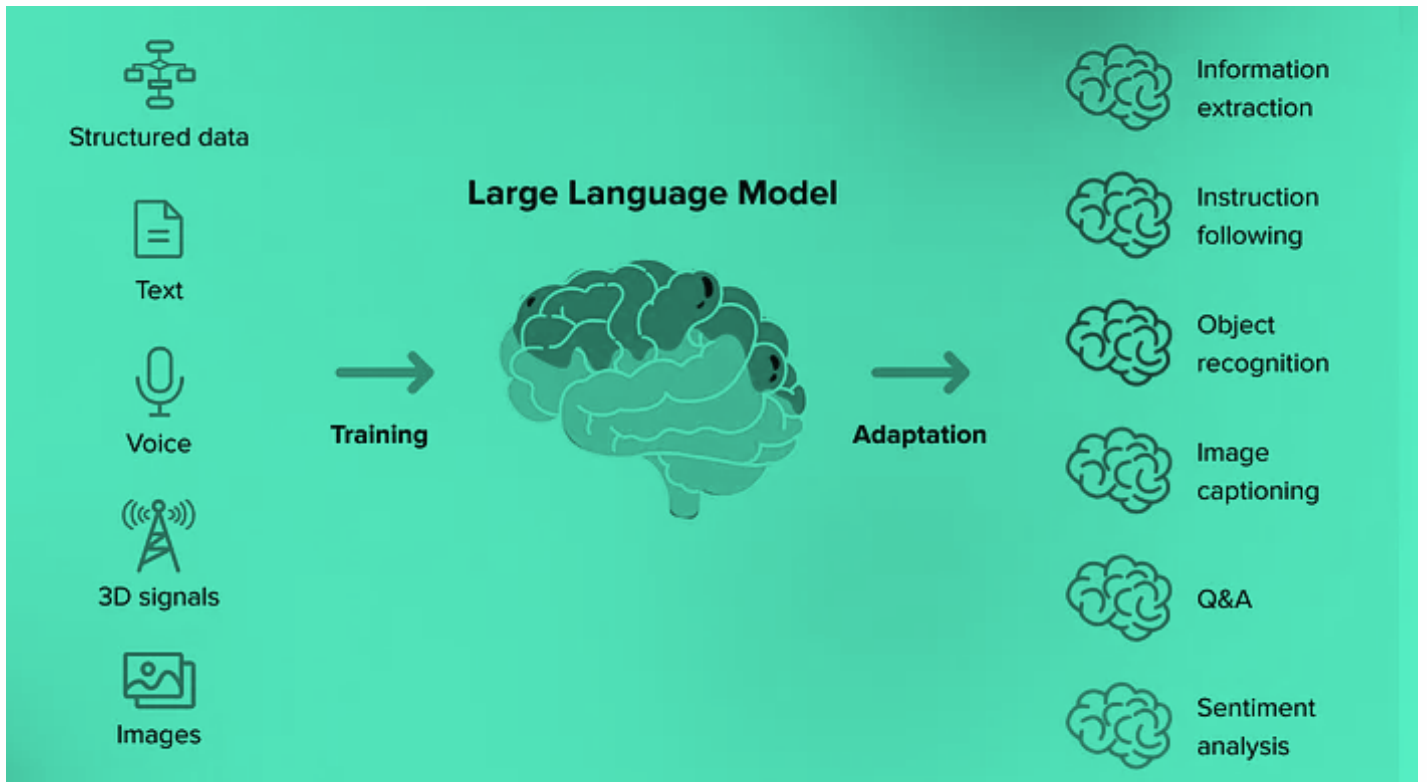 Structured data
Text
Voice
3D signals
Images
Large Language Model
Training
Adaptation
Information
extraction
Instruction
following
Object
recognition
Image
captioning
Q&A
Sentiment
analysis